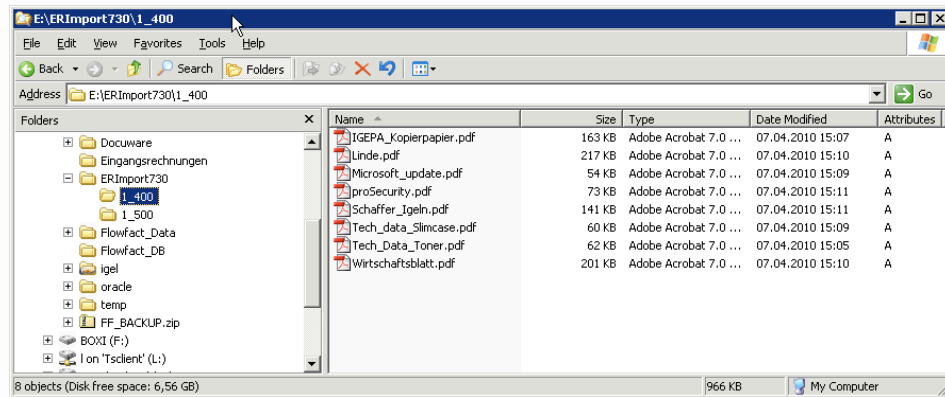 E:\ERImport730\1_400
File Edit View Favorites Tools Help
Back Search Folders
Address E:\ERImport730\1_400 Go
Folders X
Name Size Type Date Modified Attributes
Docuware
Eingangsrechnungen
ERImport730
1_400
1_500
Flowfact_Data
Flowfact_DB
igel
oracle
temp
FF_BACKUP.zip
BOXI (F:)
I on 'Tsclient' (L:)
IGEPA_Kopierpapier.pdf 163 KB Adobe Acrobat 7.0 ... 07.04.2010 15:07 A
Linde.pdf 217 KB Adobe Acrobat 7.0 ... 07.04.2010 15:10 A
Microsoft_update.pdf 54 KB Adobe Acrobat 7.0 ... 07.04.2010 15:09 A
proSecurity.pdf 73 KB Adobe Acrobat 7.0 ... 07.04.2010 15:11 A
Schaffer_Igeln.pdf 141 KB Adobe Acrobat 7.0 ... 07.04.2010 15:11 A
Tech_data_Slimcase.pdf 60 KB Adobe Acrobat 7.0 ... 07.04.2010 15:09 A
Tech_Data_Toner.pdf 62 KB Adobe Acrobat 7.0 ... 07.04.2010 15:05 A
Wirtschaftsblatt.pdf 201 KB Adobe Acrobat 7.0 ... 07.04.2010 15:10 A
8 objects (Disk free space: 6,56 GB) 966 KB My Computer